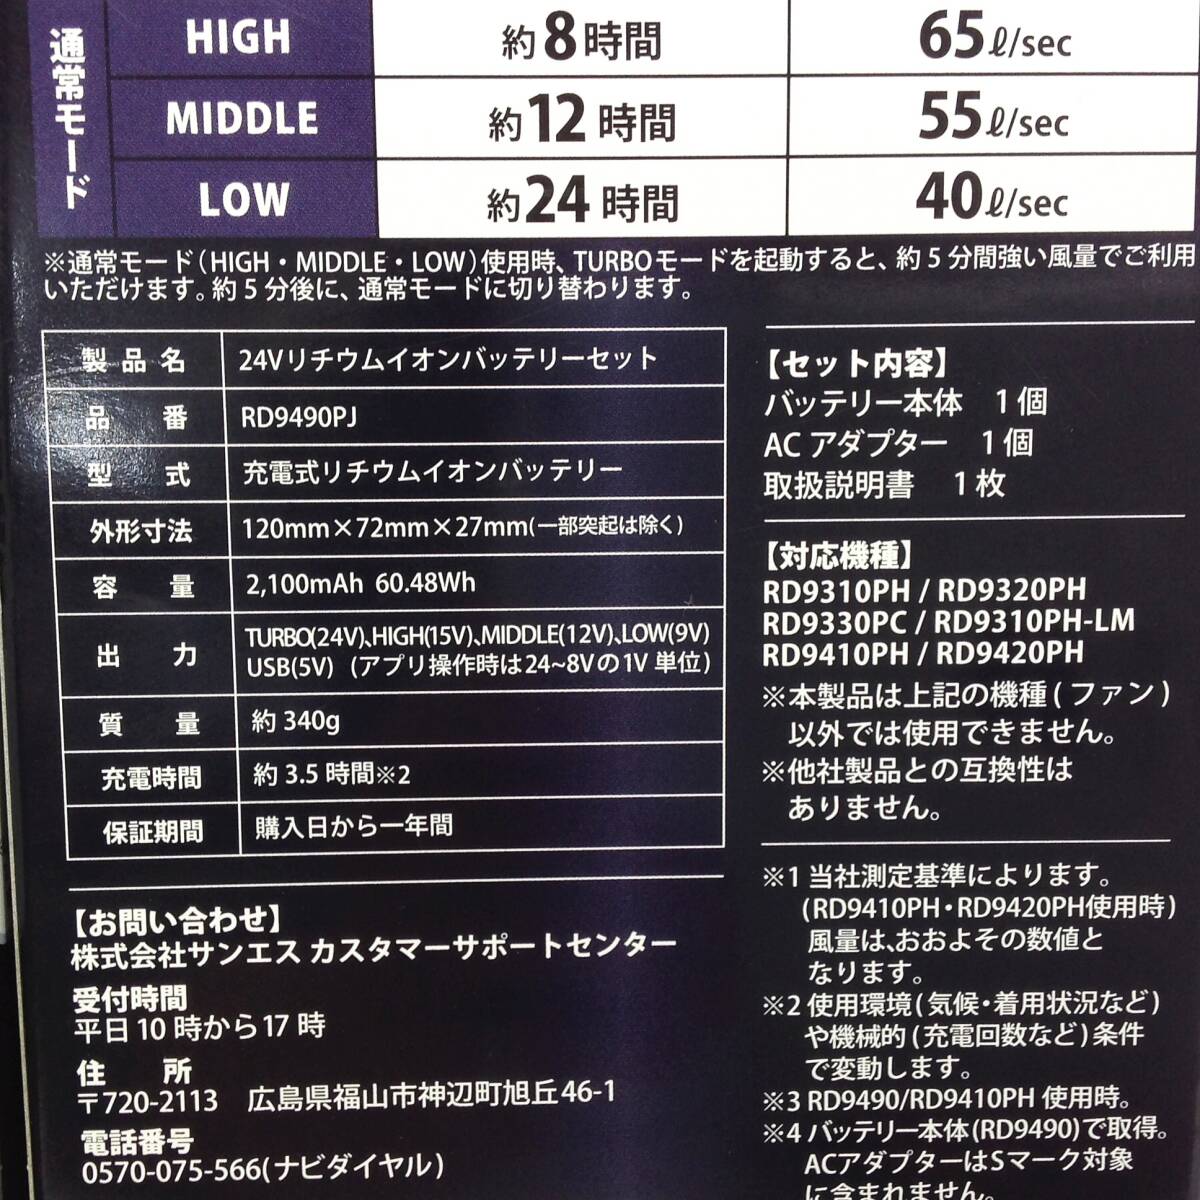 通常モード
HIGH 約8時間 65ℓ/sec
MIDDLE 約12時間 55ℓ/sec
LOW 約24時間 40ℓ/sec
※通常モード(HIGH・MIDDLE・LOW)使用時、TURBOモードを起動すると、約5分間強い風量でご利用
いただけます。約5分後に、通常モードに切り替わります。
製品名 24Vリチウムイオンバッテリーセット
品番 RD9490PJ
型式 充電式リチウムイオンバッテリー
外形寸法 120mm×72mm×27mm(一部突起は除く)
容量 2,100mAh 60.48Wh
出力 TURBO(24V)、HIGH(15V)、MIDDLE(12V)、LOW(9V)
USB(5V) (アプリ操作時は24~8Vの1V単位)
質量 約340g
充電時間 約3.5時間※2
保証期間 購入日から一年間
【お問い合わせ】
株式会社サンエス カスタマーサポートセンター
受付時間
平日10時から17時
住所
〒720-2113 広島県福山市神辺町旭丘46-1
電話番号
0570-075-566(ナビダイヤル)
【セット内容】
バッテリー本体 1個
ACアダプター 1個
取扱説明書 1枚
【対応機種】
RD9310PH / RD9320PH
RD9330PC / RD9310PH-LM
RD9410PH / RD9420PH
※本製品は上記の機種(ファン)
以外では使用できません。
※他社製品との互換性は
ありません。
※1 当社測定基準によります。
(RD9410PH・RD9420PH使用時)
風量は、おおよその数値と
なります。
※2 使用環境(気候・着用状況など)
や機械的(充電回数など)条件
で変動します。
※3 RD9490/RD9410PH 使用時。
※4 バッテリー本体(RD9490)で取得。
ACアダプターはSマーク対象
に含まれません。